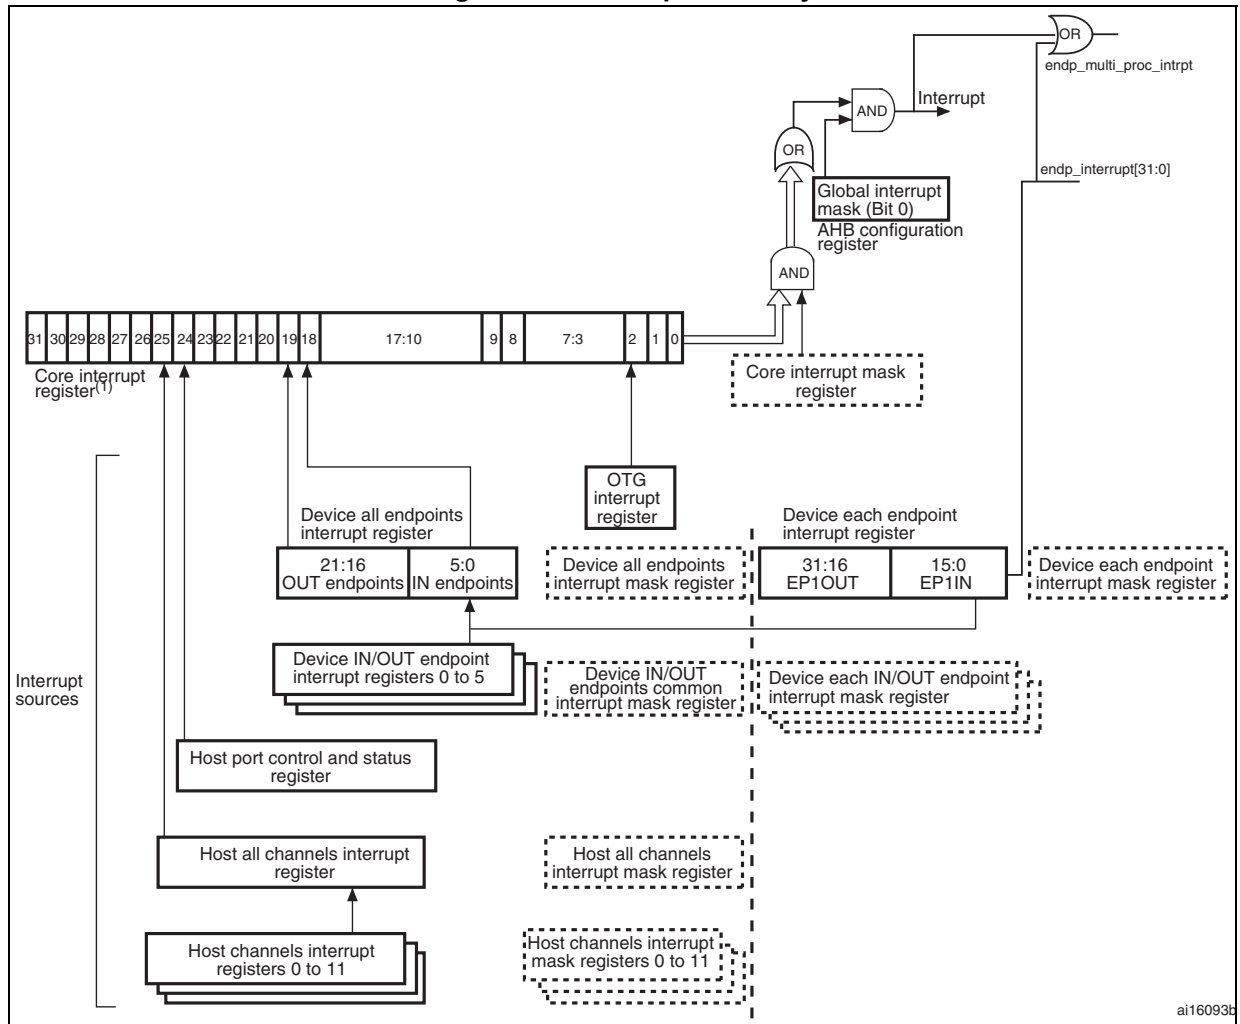 OR
endp_multi_proc_intrpt
Interrupt
AND
OR
endp_interrupt[31:0]
Global interrupt
mask (Bit 0)
AHB configuration
register
AND
31 30 29 28 27 26 25 24 23 22 21 20 19 18 17:10 9 8 7:3 2 1 0
Core interrupt
register(1)
Core interrupt mask
register
OTG
interrupt
register
Device all endpoints
interrupt register
Device each endpoint
interrupt register
21:16
OUT endpoints
5:0
IN endpoints
Device all endpoints
interrupt mask register
31:16
EP1OUT
15:0
EP1IN
Device each endpoint
interrupt mask register
Device IN/OUT endpoint
interrupt registers 0 to 5
Device IN/OUT
endpoints common
interrupt mask register
Device each IN/OUT endpoint
interrupt mask register
Interrupt
sources
Host port control and status
register
Host all channels interrupt
register
Host all channels
interrupt mask register
Host channels interrupt
registers 0 to 11
Host channels interrupt
mask registers 0 to 11
ai16093b